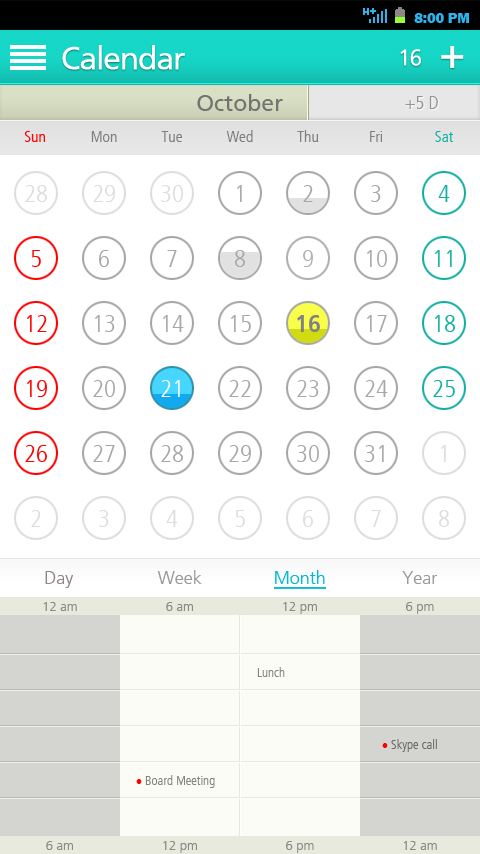 H+ 8:00 PM
Calendar 16 +
October +5 D
Sun Mon Tue Wed Thu Fri Sat
28 29 30 1 2 3 4
5 6 7 8 9 10 11
12 13 14 15 16 17 18
19 20 21 22 23 24 25
26 27 28 29 30 31 1
2 3 4 5 6 7 8
Day Week Month Year
12 am 6 am 12 pm 6 pm
Lunch
Skype call
Board Meeting
6 am 12 pm 6 pm 12 am